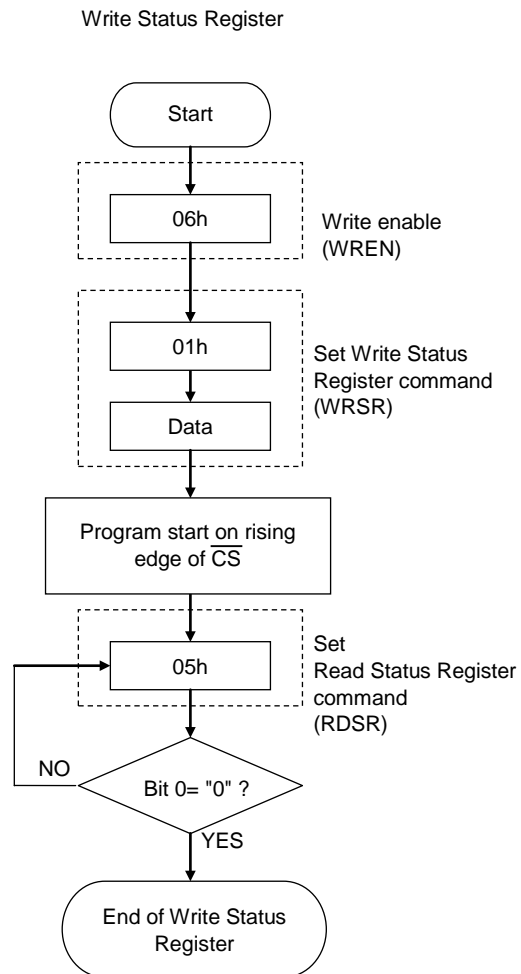 Write Status Register
Start
06h
Write enable
(WREN)
01h
Set Write Status
Register command
(WRSR)
Data
Program start on rising
edge of C̅S̅
Set
Read Status Register
command
(RDSR)
05h
NO
Bit 0= "0" ?
YES
End of Write Status
Register